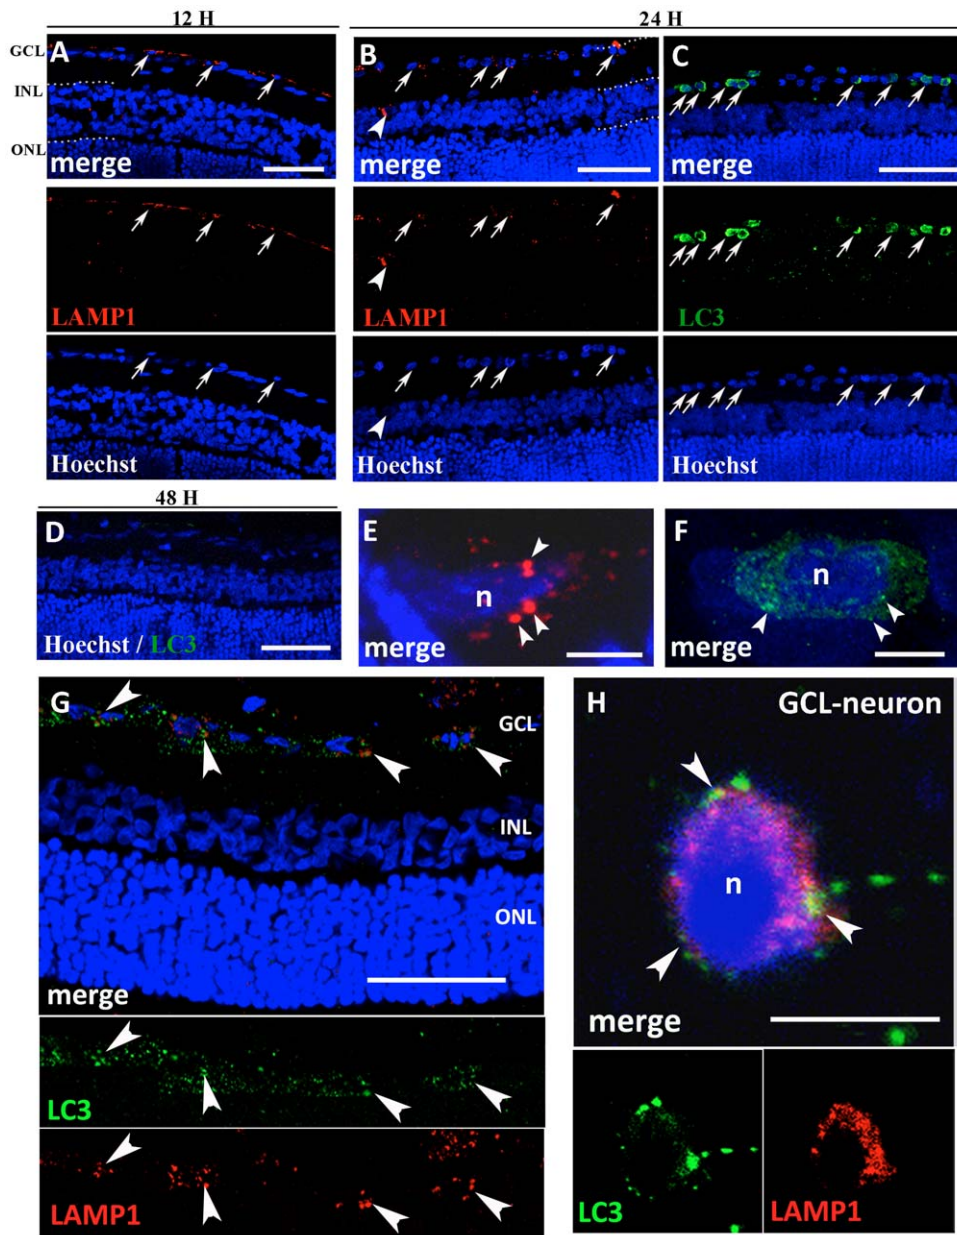 12 H
24 H
GCL
INL
ONL
A
merge
B
merge
C
merge
LAMP1
LAMP1
LC3
Hoechst
Hoechst
Hoechst
48 H
D
Hoechst / LC3
E
n
merge
F
n
merge
G
GCL
INL
ONL
merge
LC3
LAMP1
H
GCL-neuron
n
merge
LC3
LAMP1